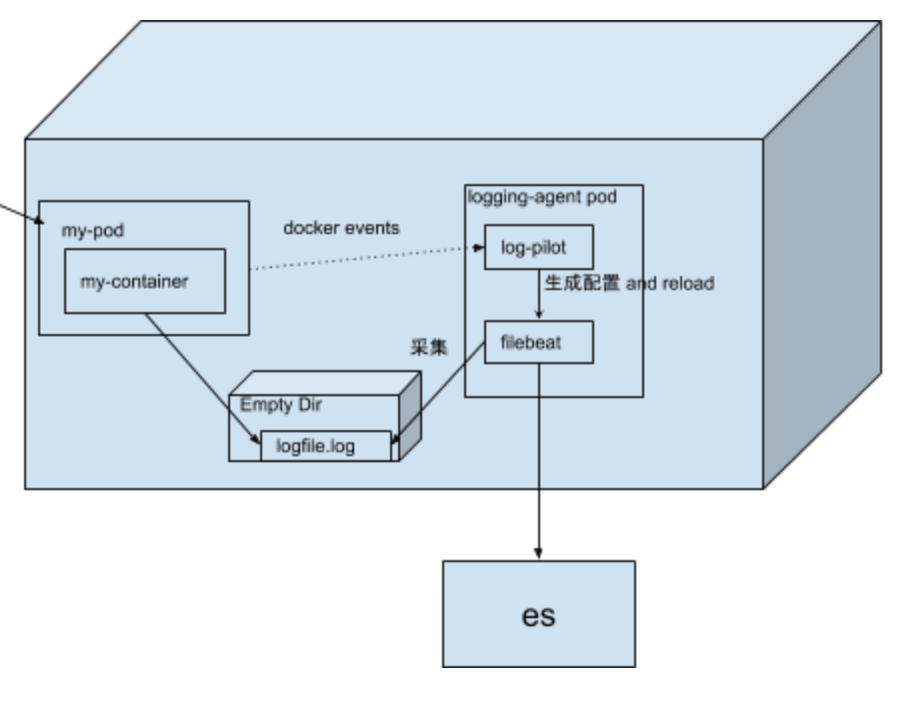 logging-agent pod
my-pod
docker events
log-pilot
my-container
生成配置 and reload
filebeat
采集
Empty Dir
logfile.log
es